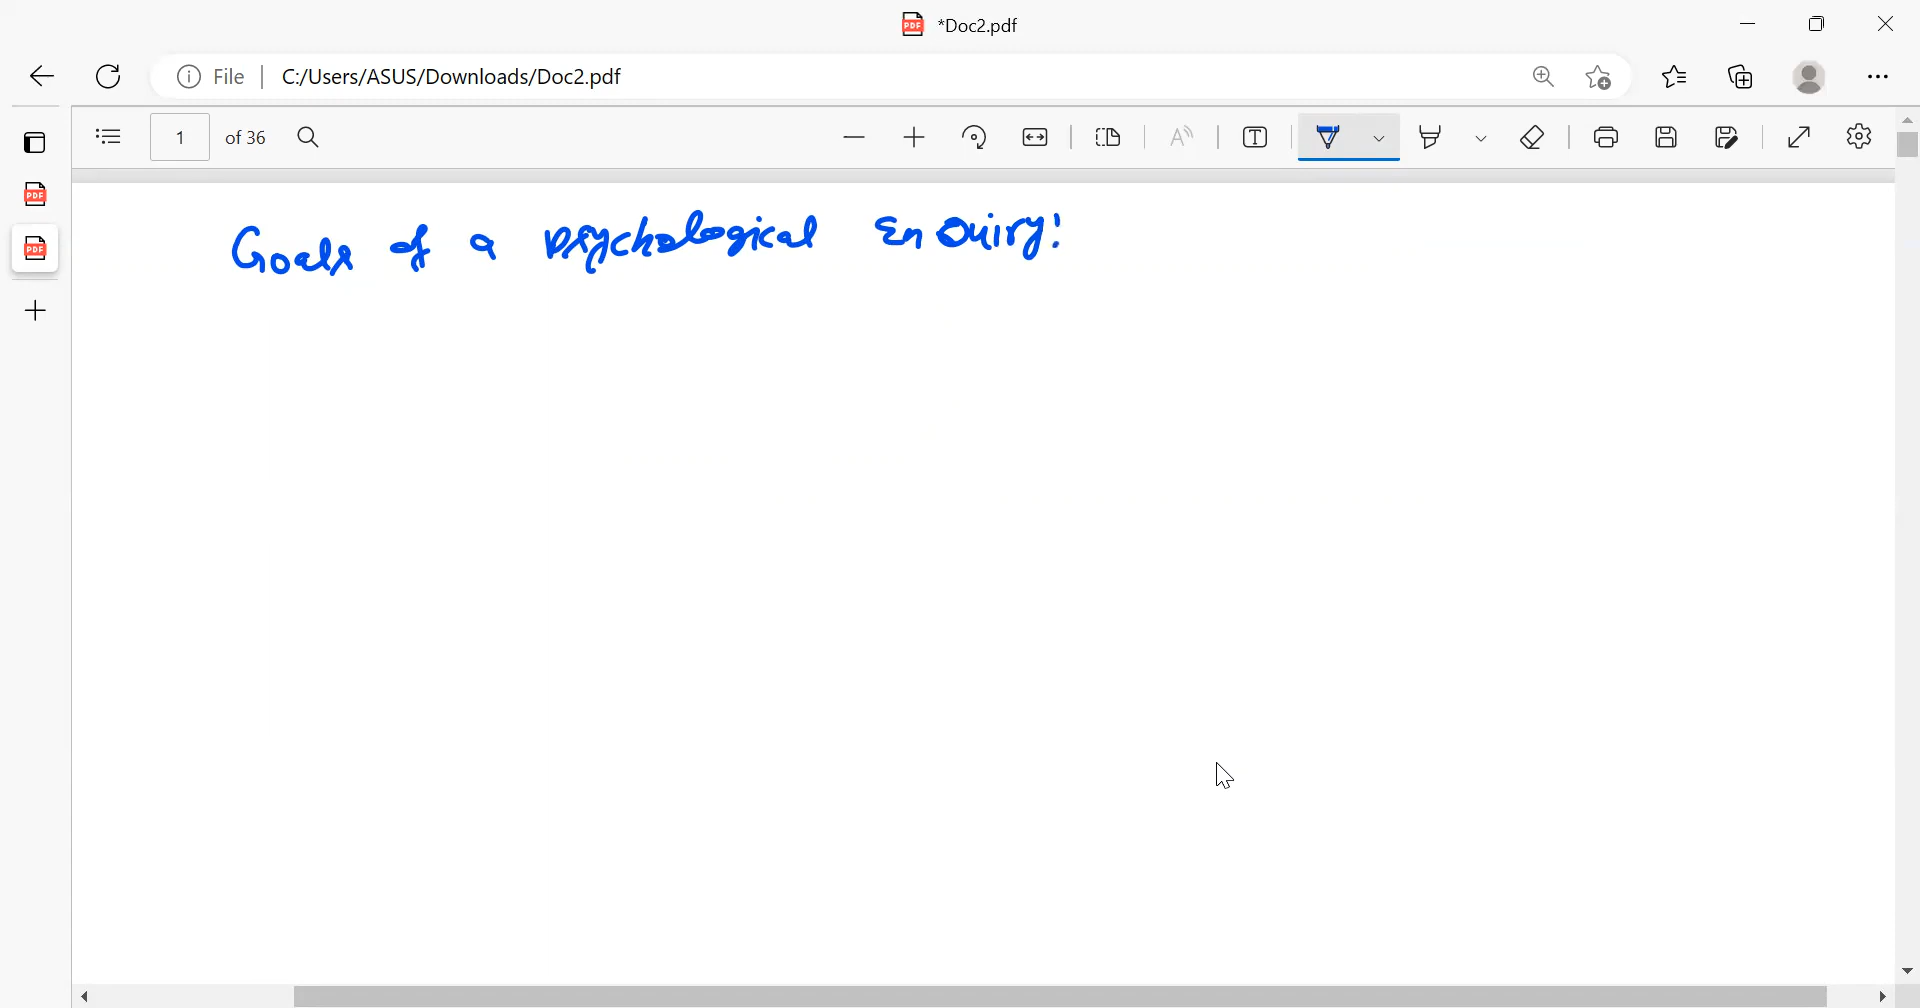 *Doc2.pdf
File C:/Users/ASUS/Downloads/Doc2.pdf
1 of 36
Goals of a psychological Enquiry: